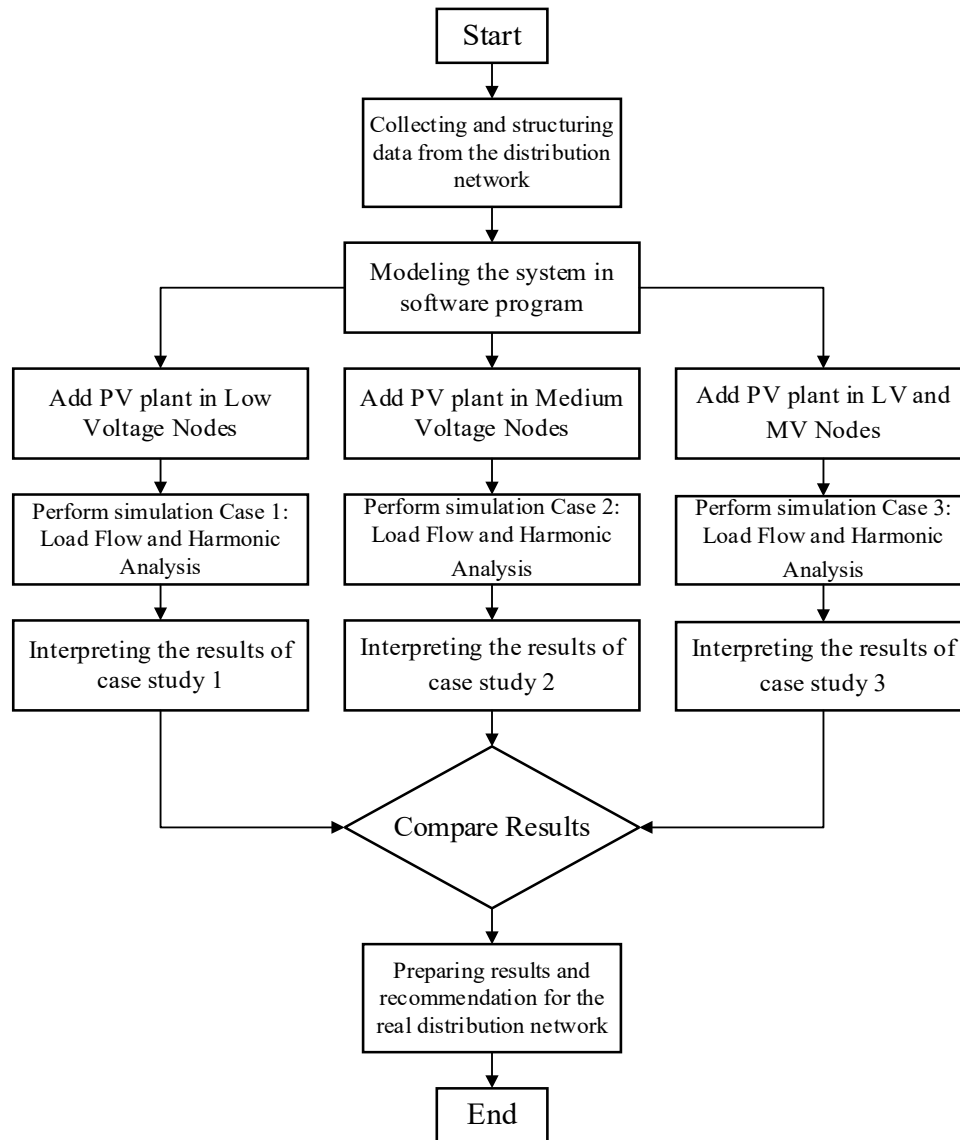 Start
Collecting and structuring
data from the distribution
network
Modeling the system in
software program
Add PV plant in Low
Voltage Nodes
Add PV plant in Medium
Voltage Nodes
Add PV plant in LV and
MV Nodes
Perform simulation Case 1:
Load Flow and Harmonic
Analysis
Perform simulation Case 2:
Load Flow and Harmonic
Analysis
Perform simulation Case 3:
Load Flow and Harmonic
Analysis
Interpreting the results of
case study 1
Interpreting the results of
case study 2
Interpreting the results of
case study 3
Compare Results
Preparing results and
recommendation for the
real distribution network
End